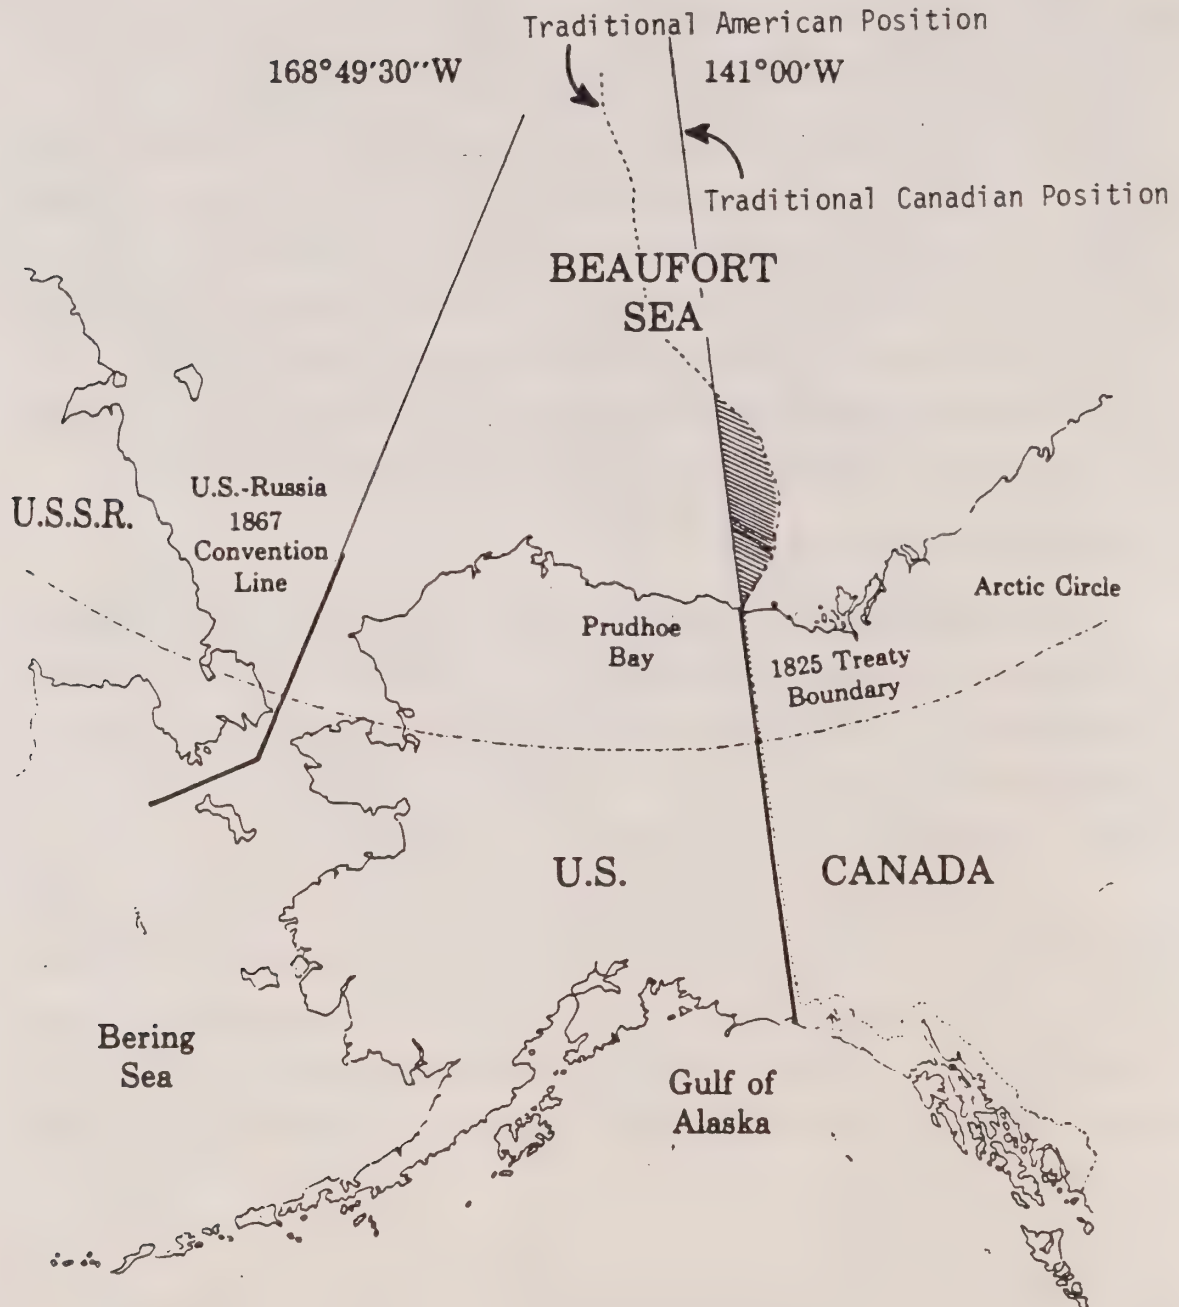 Traditional American Position
168°49'30''W
141°00'W
Traditional Canadian Position
BEAUFORT
SEA
U.S.-Russia
1867
Convention
Line
U.S.S.R.
Arctic Circle
Prudhoe
Bay
1825 Treaty
Boundary
U.S.
CANADA
Bering
Sea
Gulf of
Alaska